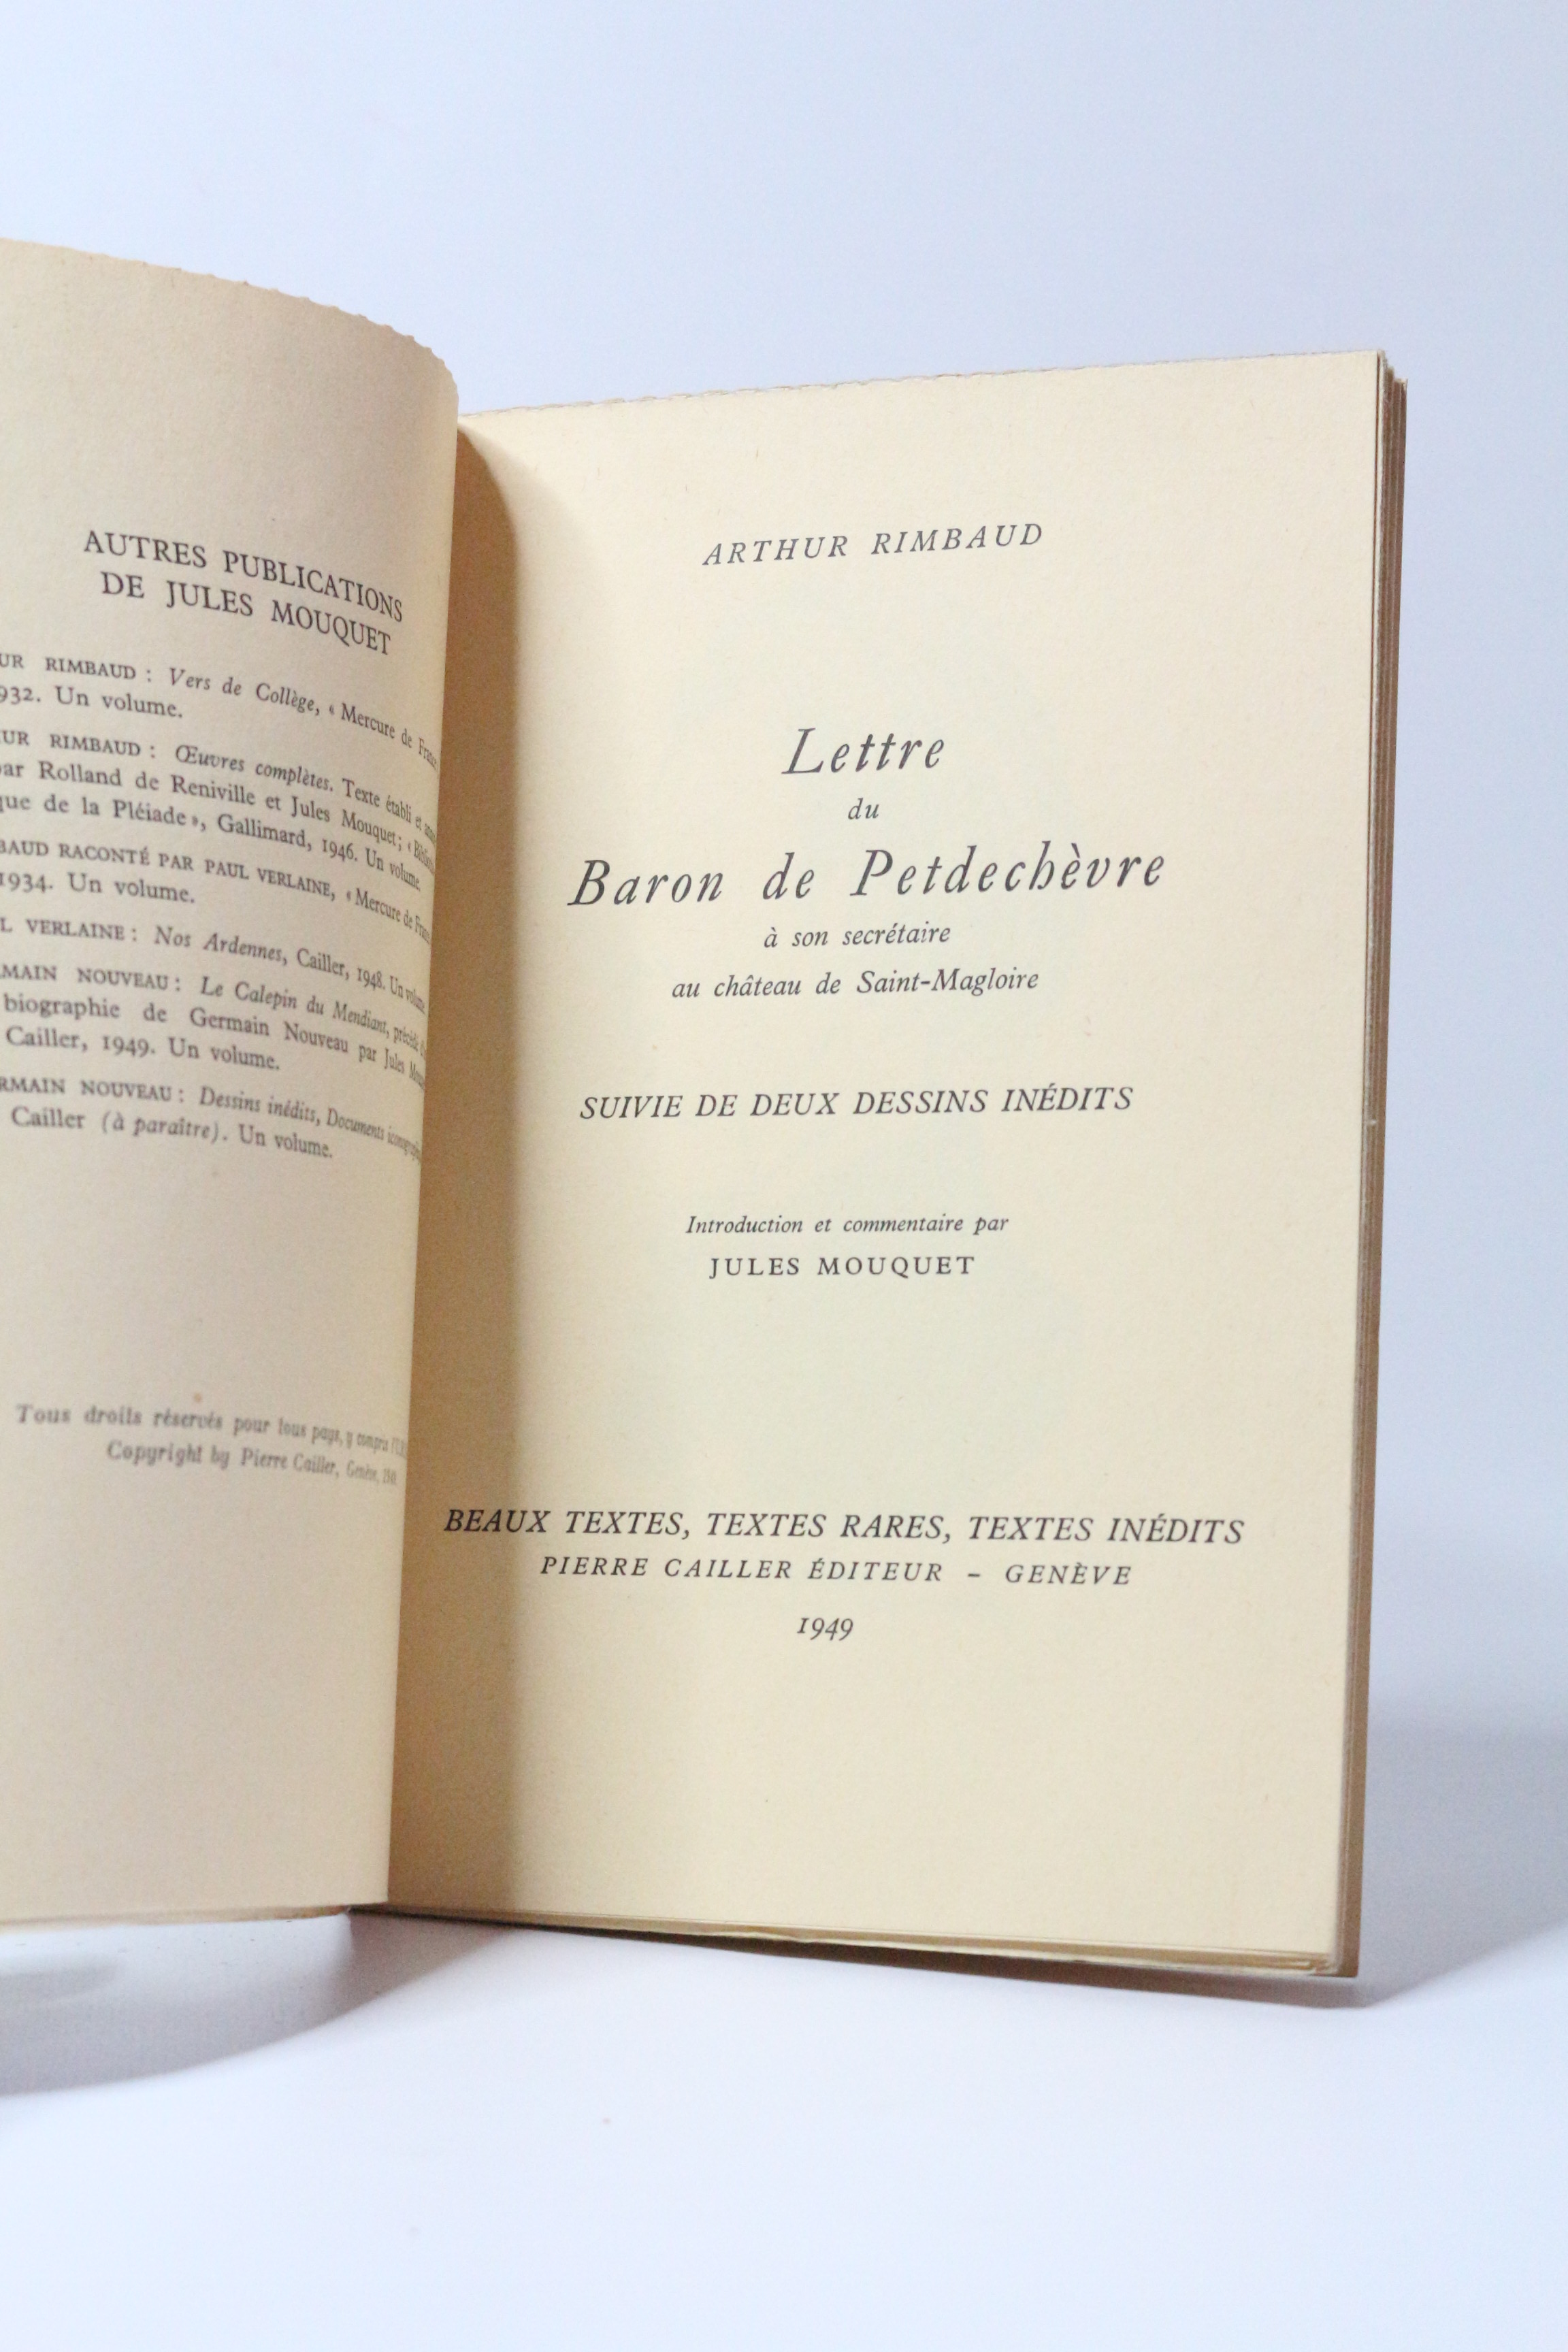 AUTRES PUBLICATIONS
DE JULES MOUQUET
UR RIMBAUD : Vers de Collège, « Mercure de
932. Un volume.
UR RIMBAUD : Œuvres complètes. Texte établi et
par Rolland de Reniville et Jules Mouquet ;
que de la Pléiade », Gallimard, 1946. Un volume.
BAUD RACONTÉ PAR PAUL VERLAINE, « Mercure de
1934. Un volume.
L VERLAINE : Nos Ardennes, Cailler, 1948. Un volume
MAIN NOUVEAU : Le Calepin du Mendiant,
biographie de Germain Nouveau par Jules
Cailler, 1949. Un volume.
RMAIN NOUVEAU : Dessins inédits, Documents
Cailler (à paraître). Un volume.
Tous droits réservés pour tous pays, y compris
Copyright by Pierre Cailler, Genève,
ARTHUR RIMBAUD
Lettre
du
Baron de Petdechèvre
à son secrétaire
au château de Saint-Magloire
SUIVIE DE DEUX DESSINS INÉDITS
Introduction et commentaire par
JULES MOUQUET
BEAUX TEXTES, TEXTES RARES, TEXTES INÉDITS
PIERRE CAILLER ÉDITEUR - GENÈVE
1949